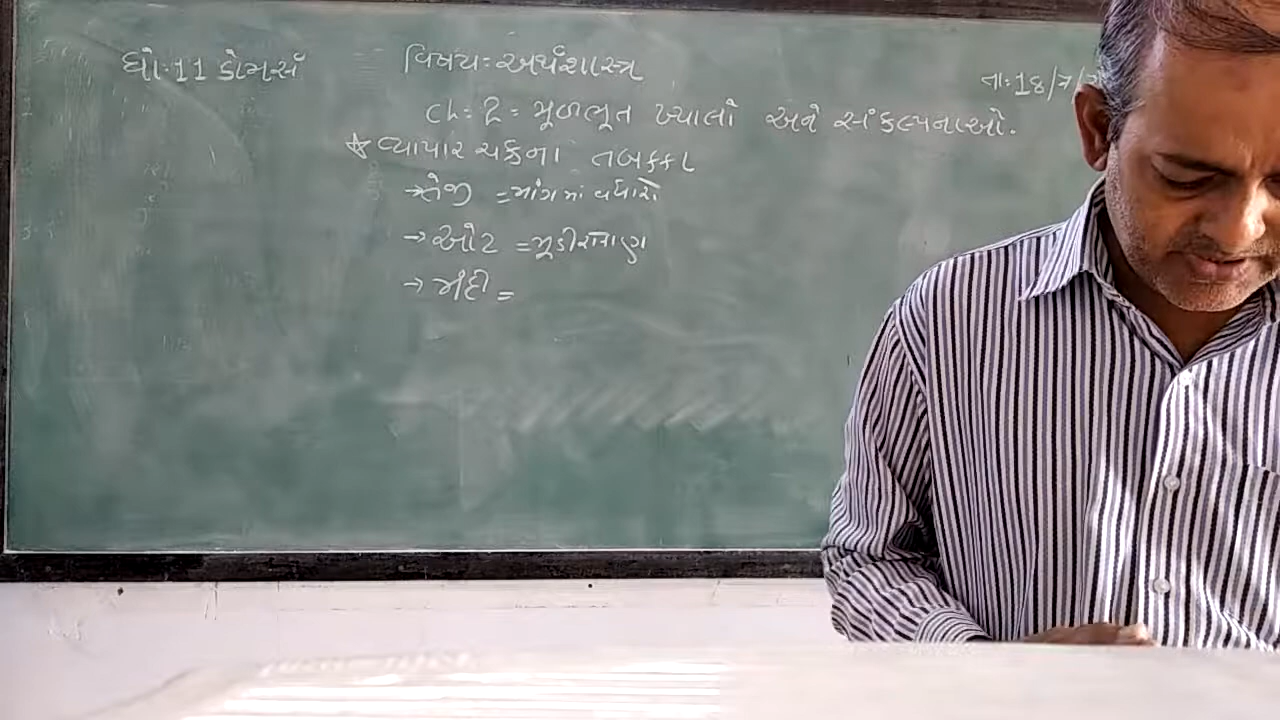 ધો:11 કોમર્સ વિષય:અર્થશાસ્ત્ર તા:18/7/
ch: 2 = મૂળભૂત ખ્યાલો અને સંકલ્પનાઓ.
☆ વ્યાપાર ચક્રના તબક્કા
→ તેજી = માંગમાં વધારો
→ ઓટ = મૂડીરોકાણ
→ મંદી =